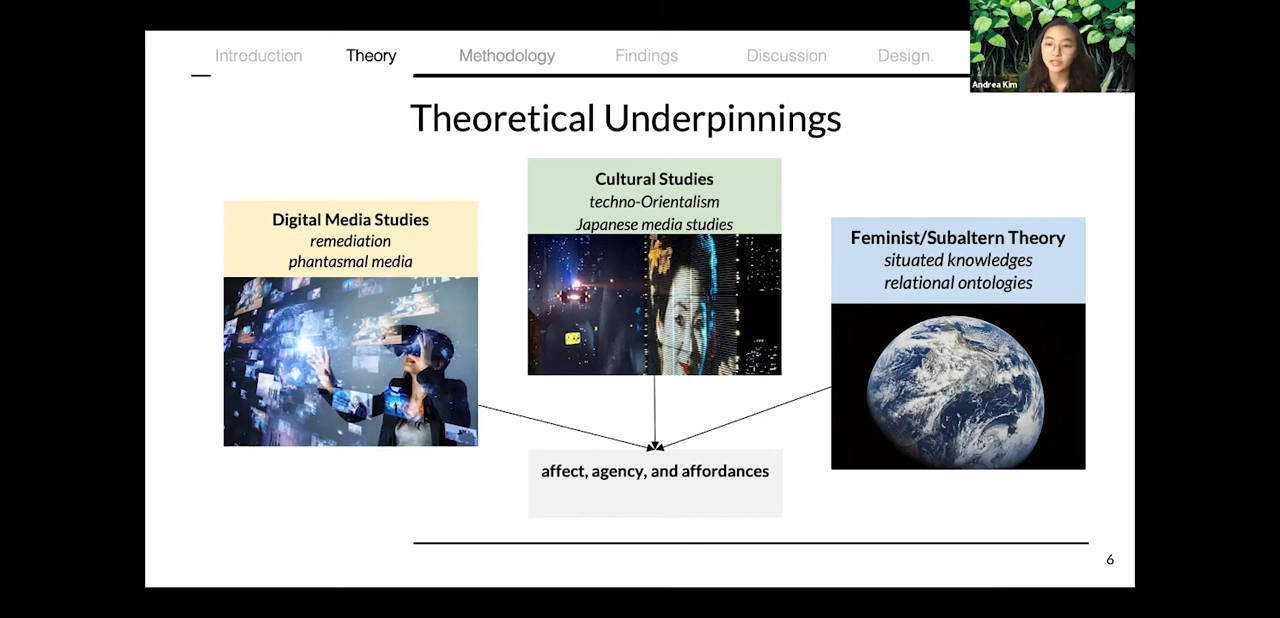 Introduction Theory Methodology Findings Discussion Design.
Andrea Kim
Theoretical Underpinnings
Digital Media Studies
remediation
phantasmal media
Cultural Studies
techno-Orientalism
Japanese media studies
Feminist/Subaltern Theory
situated knowledges
relational ontologies
affect, agency, and affordances
6